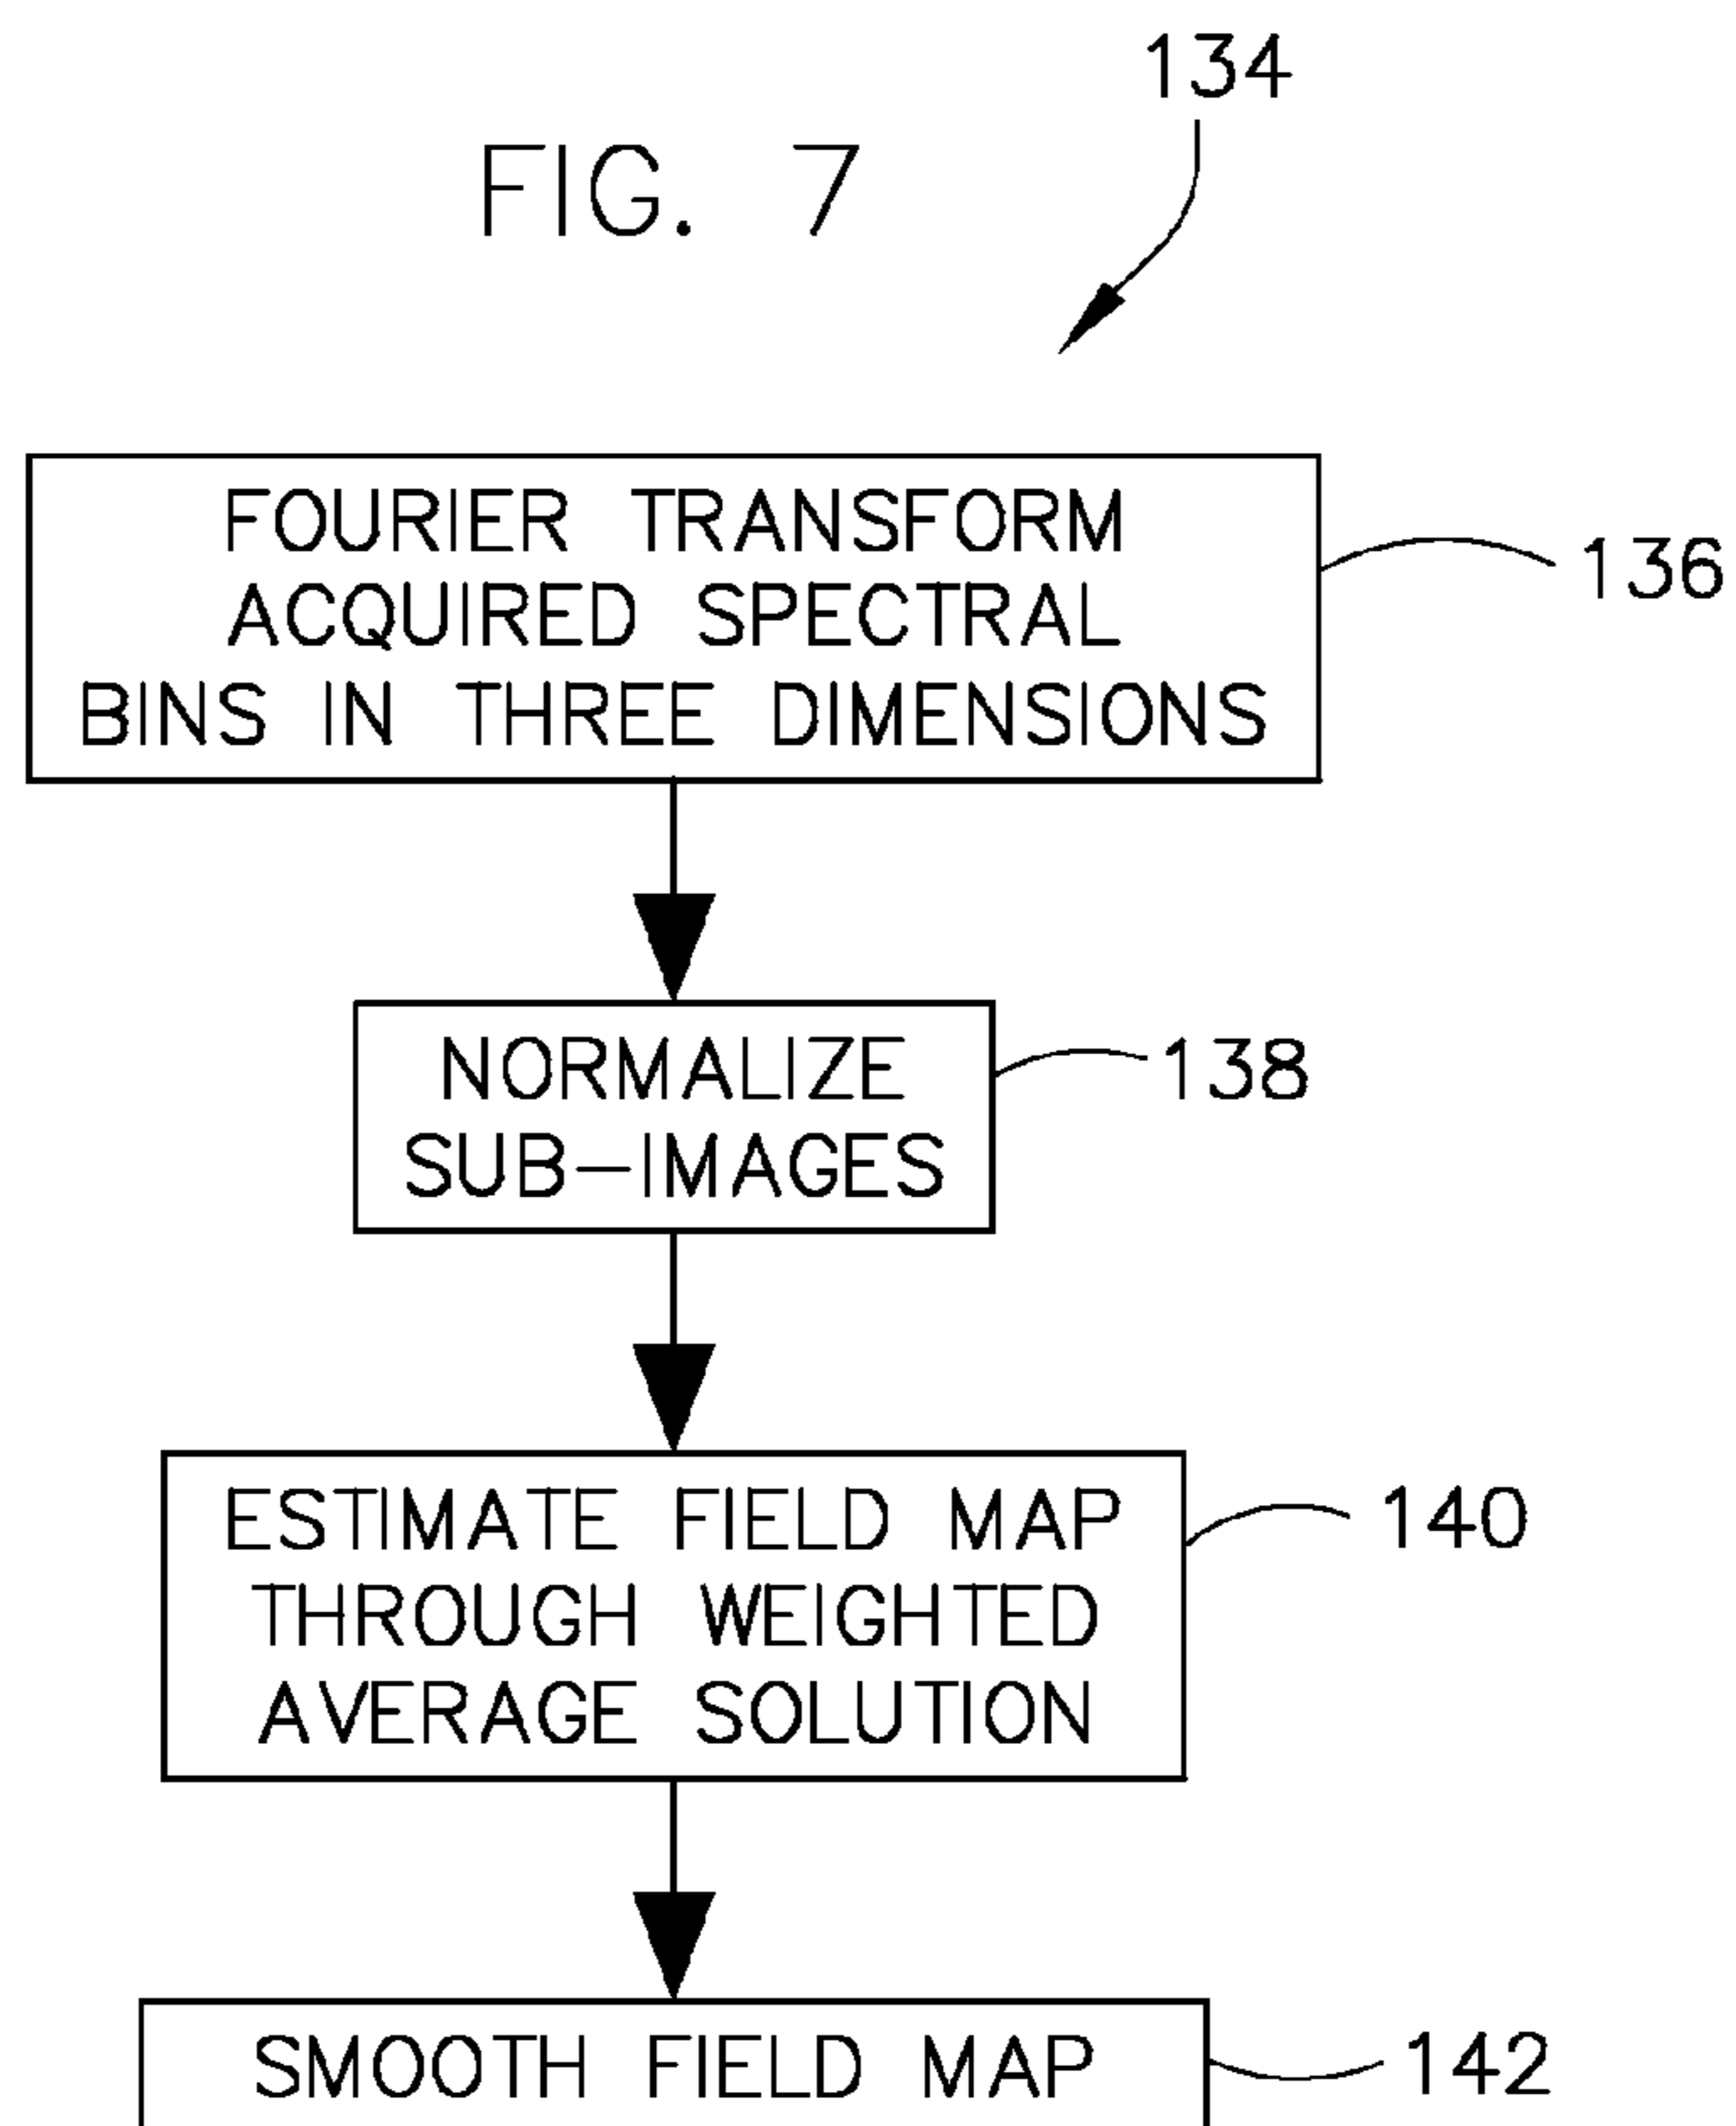 134
FIG. 7
FOURIER TRANSFORM
ACQUIRED SPECTRAL
BINS IN THREE DIMENSIONS
136
NORMALIZE
SUB-IMAGES
138
ESTIMATE FIELD MAP
THROUGH WEIGHTED
AVERAGE SOLUTION
140
SMOOTH FIELD MAP
142